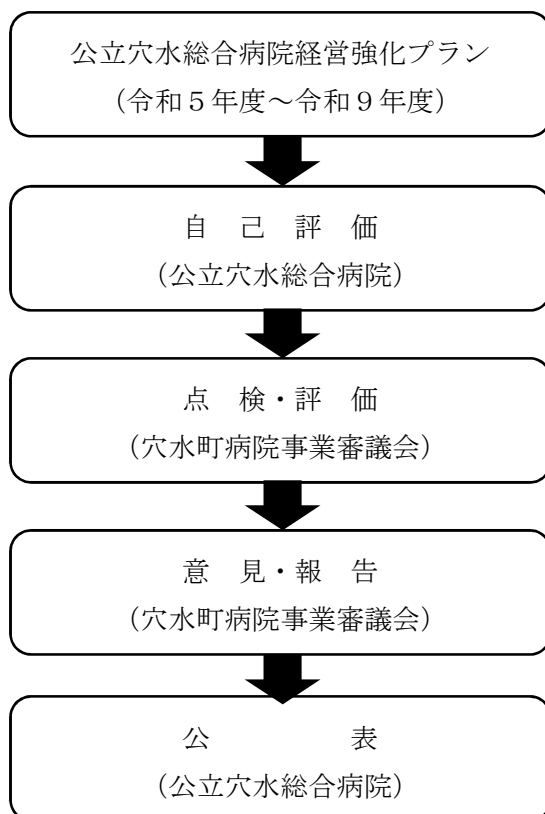 公立穴水総合病院経営強化プラン
（令和５年度～令和９年度）
自　己　評　価
（公立穴水総合病院）
点　検・評　価
（穴水町病院事業審議会）
意　見・報　告
（穴水町病院事業審議会）
公　　　　　表
（公立穴水総合病院）